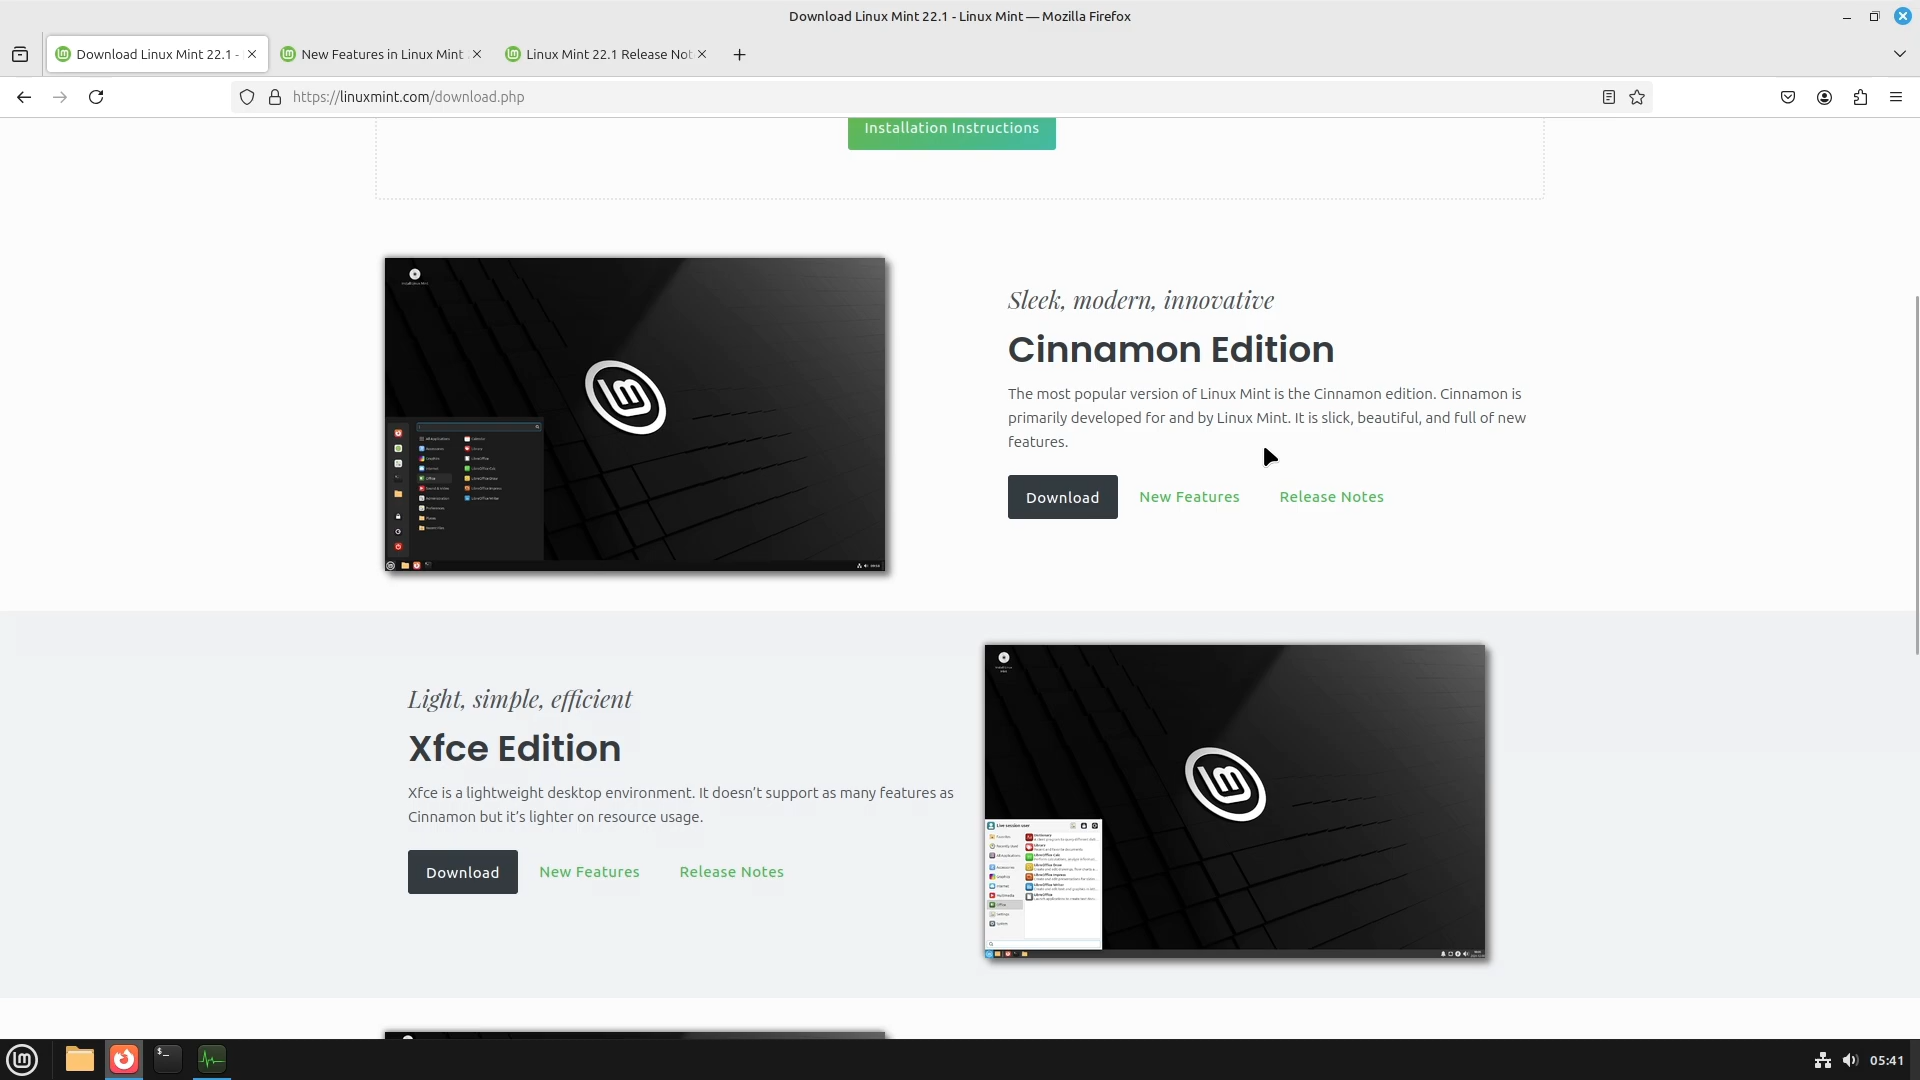 Download Linux Mint 22.1 - Linux Mint — Mozilla Firefox
Download Linux Mint 22.1 -
New Features in Linux Mint
Linux Mint 22.1 Release Not
https://linuxmint.com/download.php
Installation Instructions
Sleek, modern, innovative
Cinnamon Edition
The most popular version of Linux Mint is the Cinnamon edition. Cinnamon is
primarily developed for and by Linux Mint. It is slick, beautiful, and full of new
features.
Download
New Features
Release Notes
Light, simple, efficient
Xfce Edition
Xfce is a lightweight desktop environment. It doesn’t support as many features as
Cinnamon but it’s lighter on resource usage.
Download
New Features
Release Notes
05:41